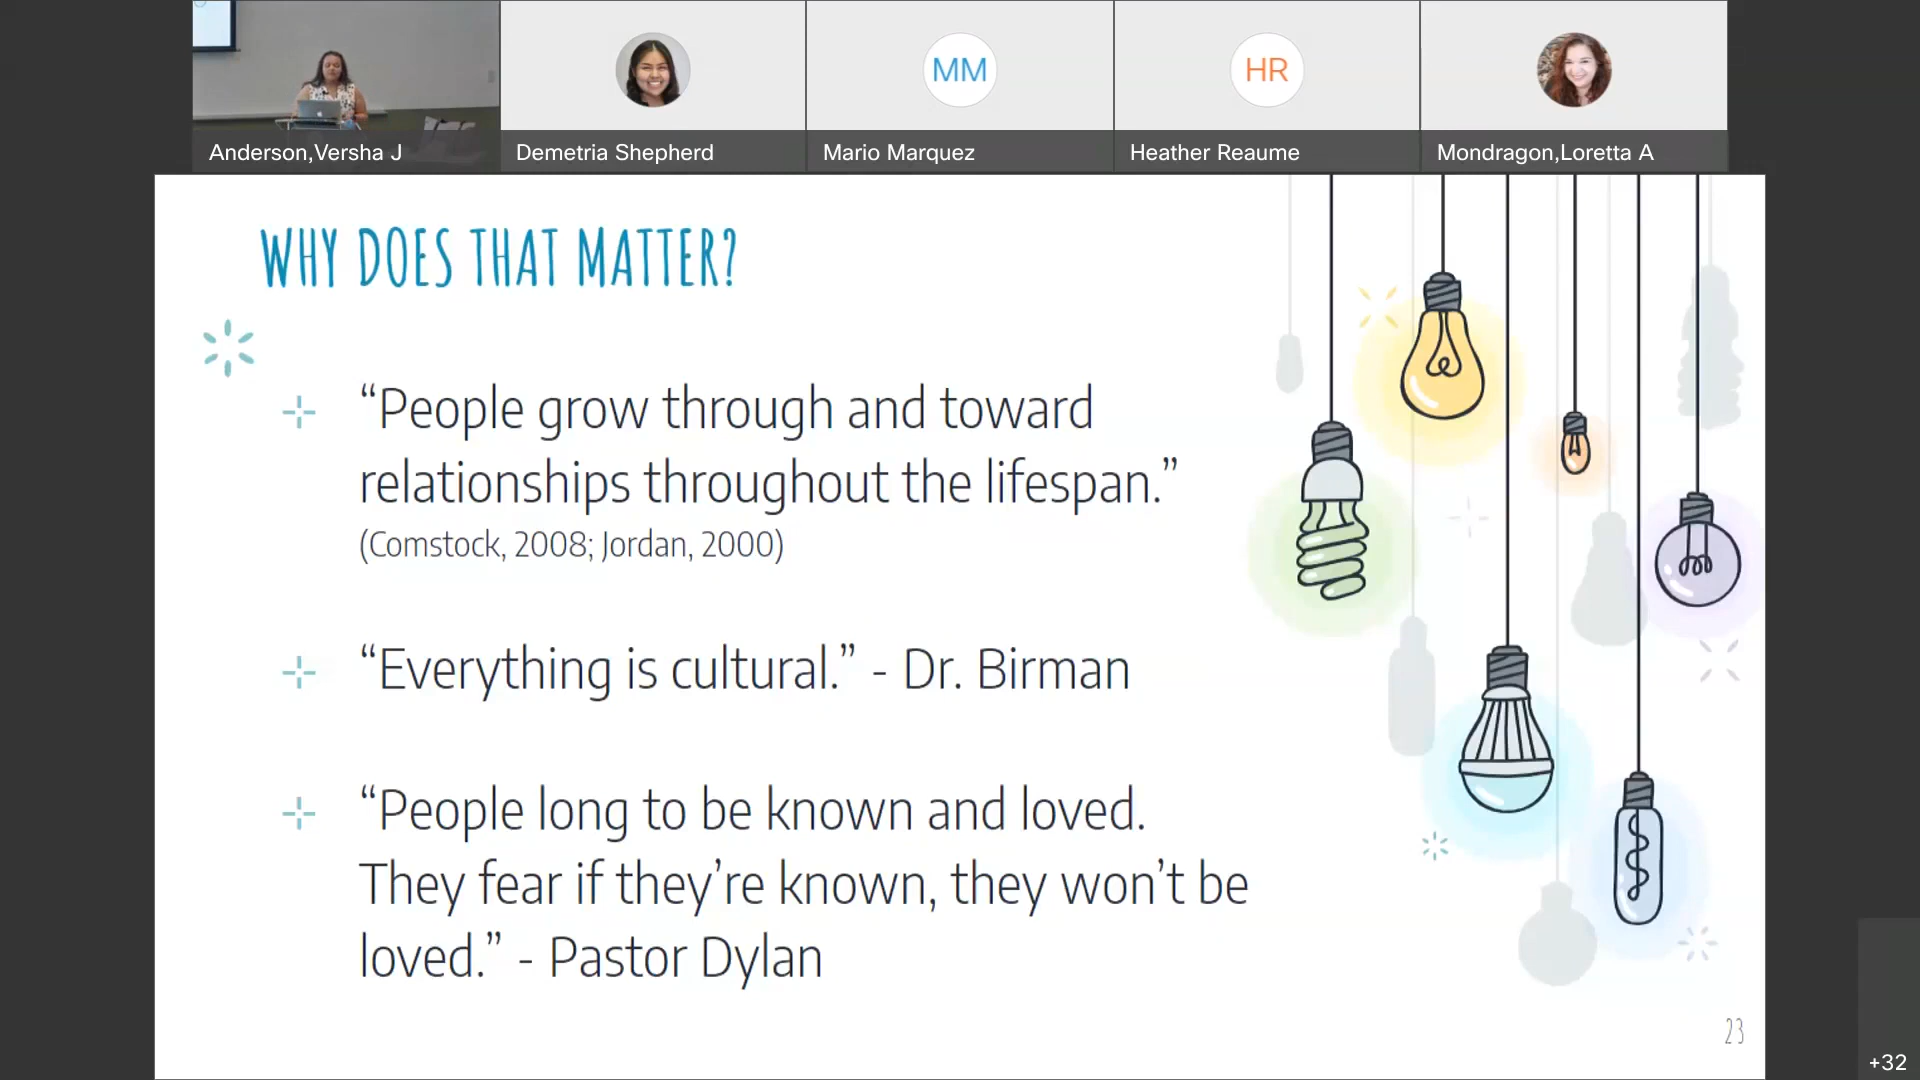 Anderson,Versha J
Demetria Shepherd
MM
Mario Marquez
HR
Heather Reaume
Mondragon,Loretta A
WHY DOES THAT MATTER?
“People grow through and toward
relationships throughout the lifespan.”
(Comstock, 2008; Jordan, 2000)
“Everything is cultural.” - Dr. Birman
“People long to be known and loved.
They fear if they’re known, they won’t be
loved.” - Pastor Dylan
23
+32